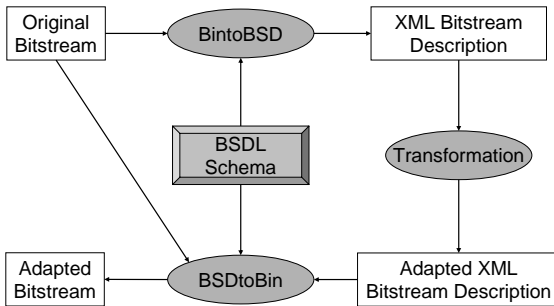 Original
Bitstream
BintoBSD
XML Bitstream
Description
BSDL
Schema
Transformation
Adapted
Bitstream
BSDtoBin
Adapted XML
Bitstream Description